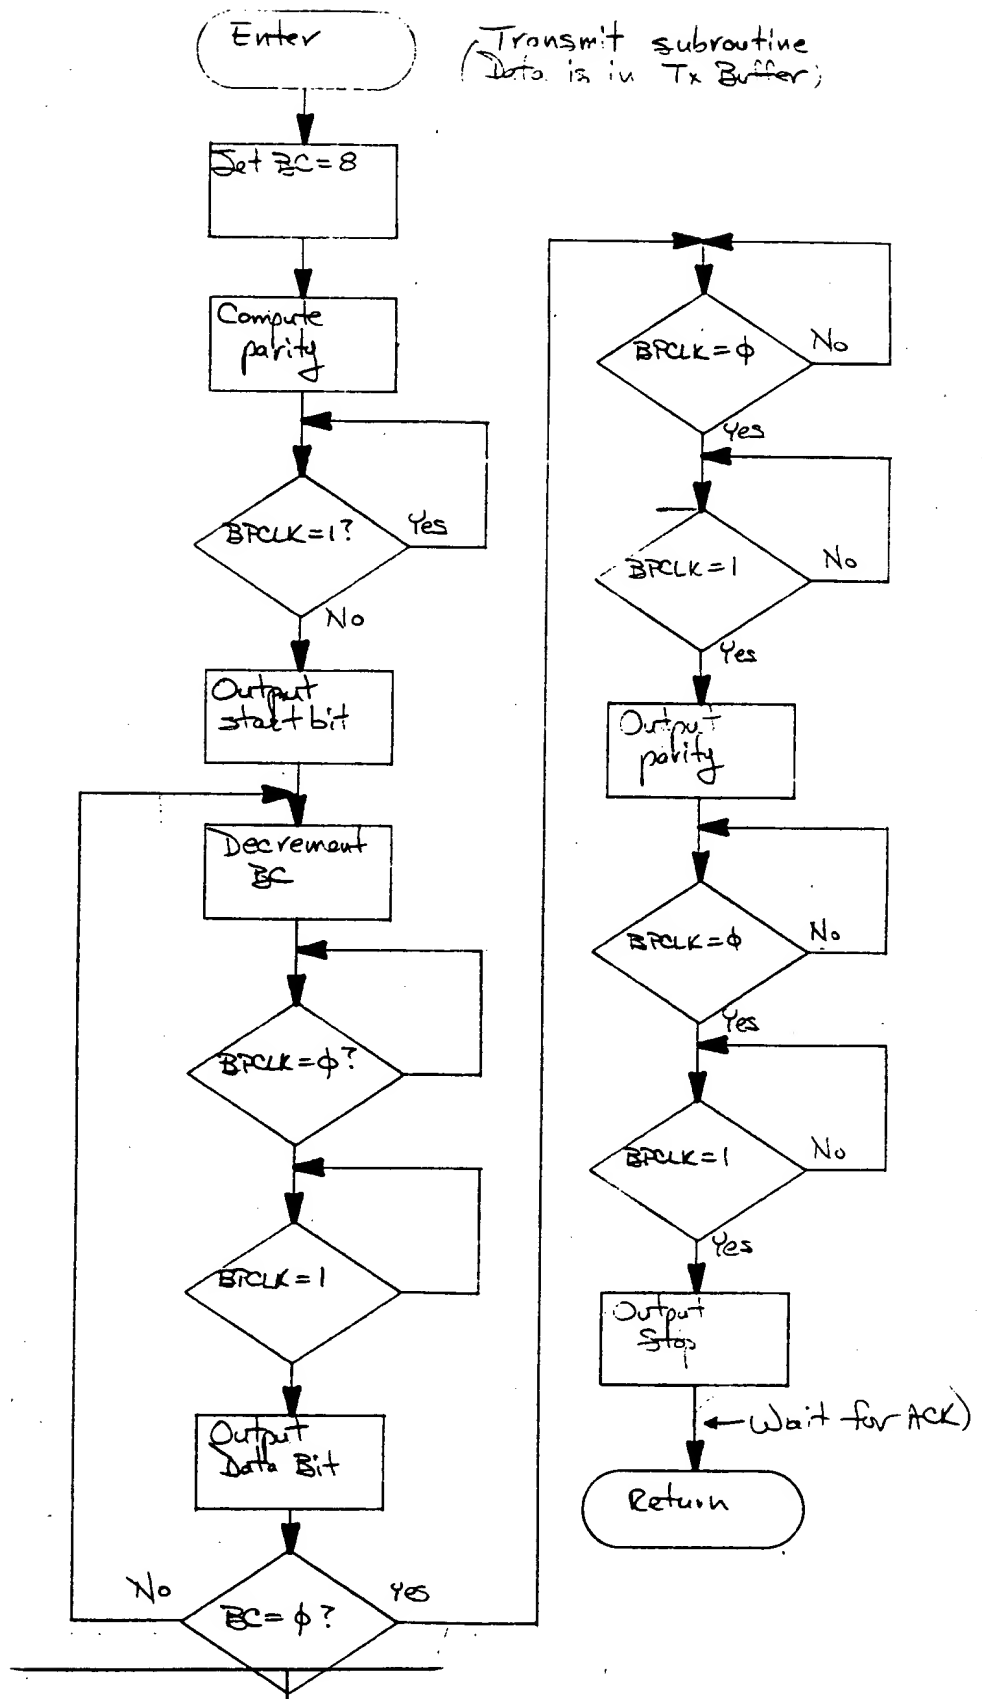 Enter
(Transmit subroutine
Data is in Tx Buffer;
Set BC=8
Compute
parity
BPCLK=1?
Yes
No
Output
start bit
Decrement
BC
BPCLK=ϕ?
BPCLK=1
Output
Data Bit
BC=ϕ?
No
Yes
BPCLK=ϕ
No
Yes
BPCLK=1
No
Yes
Output
parity
BPCLK=ϕ
No
Yes
BPCLK=1
No
Yes
Output
Stop
← Wait for ACK)
Return